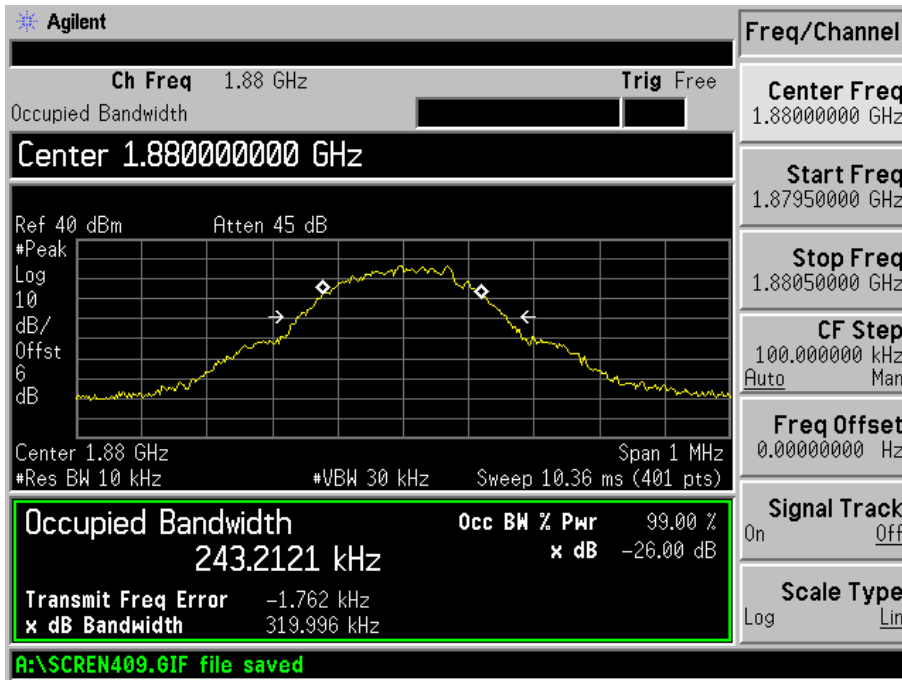 Agilent
Freq/Channel
Ch Freq 1.88 GHz Trig Free
Occupied Bandwidth
Center 1.880000000 GHz
Ref 40 dBm Atten 45 dB
#Peak
Log
10
dB/
Offst
6
dB
Center 1.88 GHz Span 1 MHz
#Res BW 10 kHz #VBW 30 kHz Sweep 10.36 ms (401 pts)
Occupied Bandwidth
243.2121 kHz
Occ BW % Pwr 99.00 %
x dB -26.00 dB
Transmit Freq Error -1.762 kHz
x dB Bandwidth 319.996 kHz
A:\SCREN409.GIF file saved
Center Freq
1.88000000 GHz
Start Freq
1.87950000 GHz
Stop Freq
1.88050000 GHz
CF Step
100.000000 kHz
Auto Man
Freq Offset
0.00000000 Hz
Signal Track
On Off
Scale Type
Log Lin